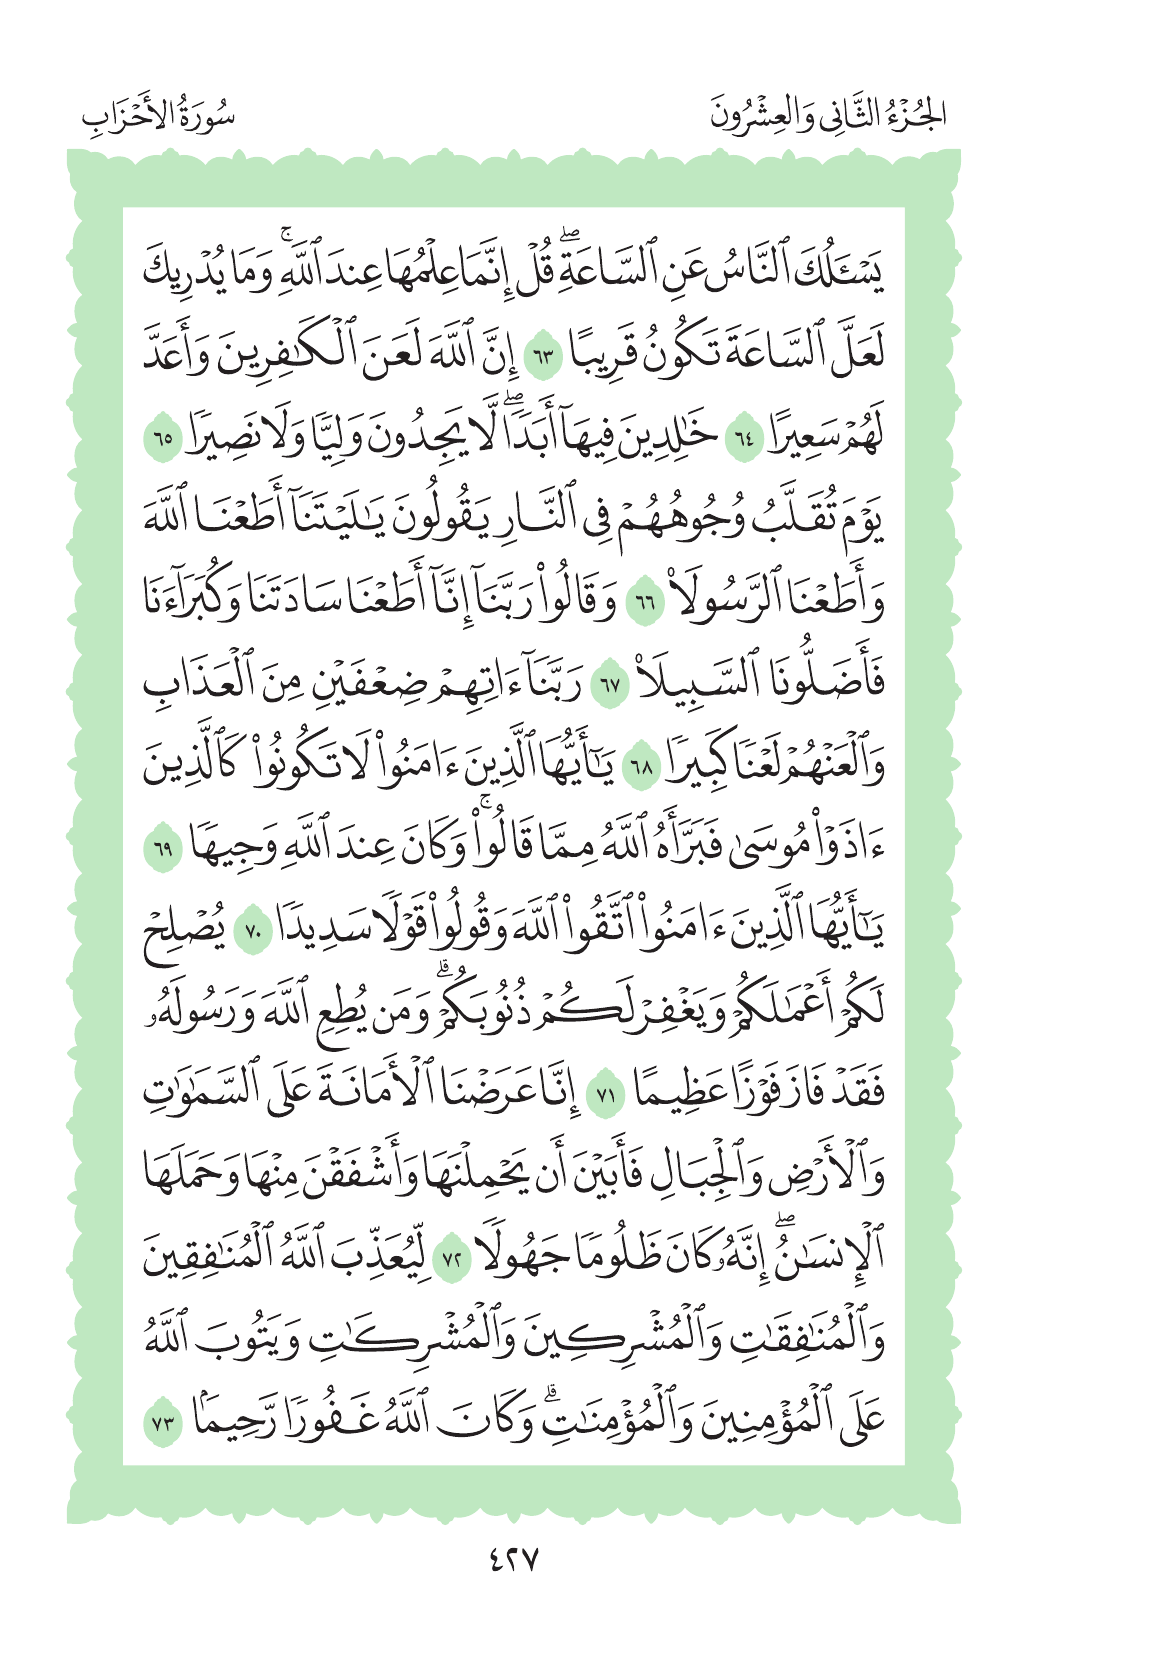 الجُزْءُ الثَّانِي وَالعِشْرُونَ
سُورَةُ الأَحْزَابِ
يَسْـَٔلُكَ ٱلنَّاسُ عَنِ ٱلسَّاعَةِۖ قُلْ إِنَّمَا عِلْمُهَا عِندَ ٱللَّهِۚ وَمَا يُدْرِيكَ
لَعَلَّ ٱلسَّاعَةَ تَكُونُ قَرِيبًا ٦٣ إِنَّ ٱللَّهَ لَعَنَ ٱلْكَٰفِرِينَ وَأَعَدَّ
لَهُمْ سَعِيرًا ٦٤ خَٰلِدِينَ فِيهَآ أَبَدًاۖ لَّا يَجِدُونَ وَلِيًّا وَلَا نَصِيرًا ٦٥
يَوْمَ تُقَلَّبُ وُجُوهُهُمْ فِى ٱلنَّارِ يَقُولُونَ يَٰلَيْتَنَآ أَطَعْنَا ٱللَّهَ
وَأَطَعْنَا ٱلرَّسُولَا۠ ٦٦ وَقَالُوا۟ رَبَّنَآ إِنَّآ أَطَعْنَا سَادَتَنَا وَكُبَرَآءَنَا
فَأَضَلُّونَا ٱلسَّبِيلَا۠ ٦٧ رَبَّنَآ ءَاتِهِمْ ضِعْفَيْنِ مِنَ ٱلْعَذَابِ
وَٱلْعَنْهُمْ لَعْنًا كَبِيرًا ٦٨ يَٰٓأَيُّهَا ٱلَّذِينَ ءَامَنُوا۟ لَا تَكُونُوا۟ كَٱلَّذِينَ
ءَاذَوْا۟ مُوسَىٰ فَبَرَّأَهُ ٱللَّهُ مِمَّا قَالُوا۟ۚ وَكَانَ عِندَ ٱللَّهِ وَجِيهًا ٦٩
يَٰٓأَيُّهَا ٱلَّذِينَ ءَامَنُوا۟ ٱتَّقُوا۟ ٱللَّهَ وَقُولُوا۟ قَوْلًا سَدِيدًا ٧٠ يُصْلِحْ
لَكُمْ أَعْمَٰلَكُمْ وَيَغْفِرْ لَكُمْ ذُنُوبَكُمْۗ وَمَن يُطِعِ ٱللَّهَ وَرَسُولَهُۥ
فَقَدْ فَازَ فَوْزًا عَظِيمًا ٧١ إِنَّا عَرَضْنَا ٱلْأَمَانَةَ عَلَى ٱلسَّمَٰوَٰتِ
وَٱلْأَرْضِ وَٱلْجِبَالِ فَأَبَيْنَ أَن يَحْمِلْنَهَا وَأَشْفَقْنَ مِنْهَا وَحَمَلَهَا
ٱلْإِنسَٰنُۖ إِنَّهُۥ كَانَ ظَلُومًا جَهُولًا ٧٢ لِّيُعَذِّبَ ٱللَّهُ ٱلْمُنَٰفِقِينَ
وَٱلْمُنَٰفِقَٰتِ وَٱلْمُشْرِكِينَ وَٱلْمُشْرِكَٰتِ وَيَتُوبَ ٱللَّهُ
عَلَى ٱلْمُؤْمِنِينَ وَٱلْمُؤْمِنَٰتِۗ وَكَانَ ٱللَّهُ غَفُورًا رَّحِيمًۢا ٧٣
٤٢٧